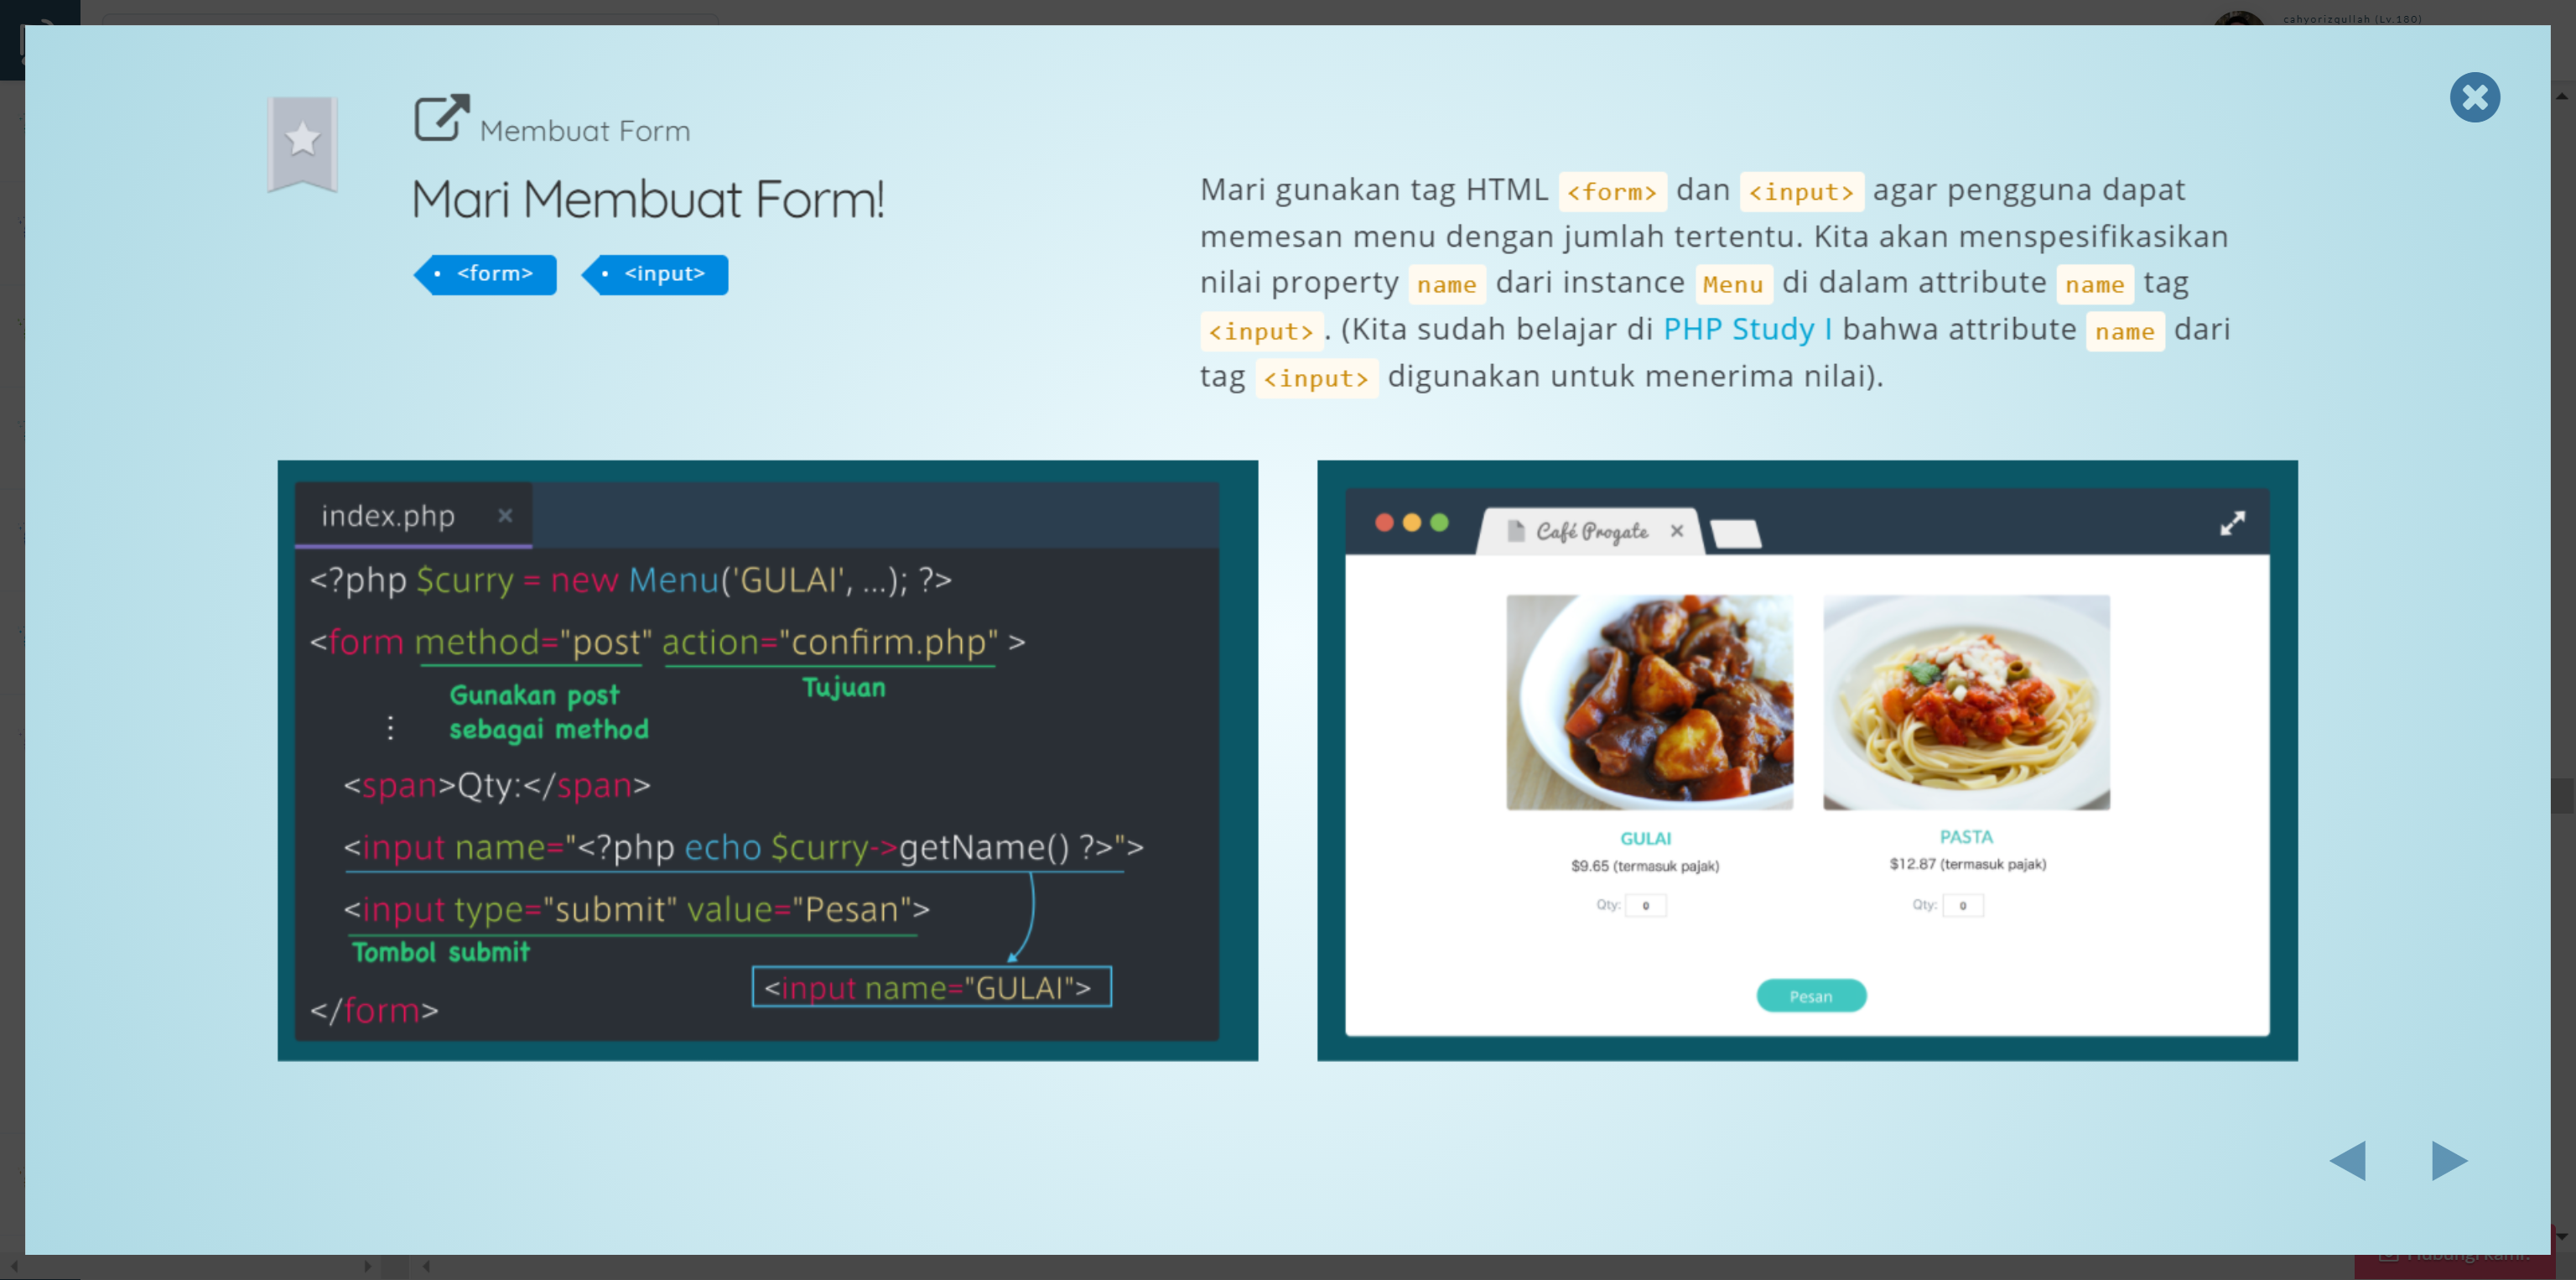 cahyorizqullah (Lv.180)
Membuat Form
Mari Membuat Form!
<form> <input>
Mari gunakan tag HTML <form> dan <input> agar pengguna dapat
memesan menu dengan jumlah tertentu. Kita akan menspesifikasikan
nilai property name dari instance Menu di dalam attribute name tag
<input>. (Kita sudah belajar di PHP Study I bahwa attribute name dari
tag <input> digunakan untuk menerima nilai).
index.php
<?php $curry = new Menu('GULAI', ...); ?>
<form method="post" action="confirm.php" >
Gunakan post
sebagai method
Tujuan
<span>Qty:</span>
<input name="<?php echo $curry->getName() ?>">
<input type="submit" value="Pesan">
Tombol submit
<input name="GULAI">
</form>
Café Progate
GULAI
$9.65 (termasuk pajak)
Qty: 0
PASTA
$12.87 (termasuk pajak)
Qty: 0
Pesan
Hubungi kami